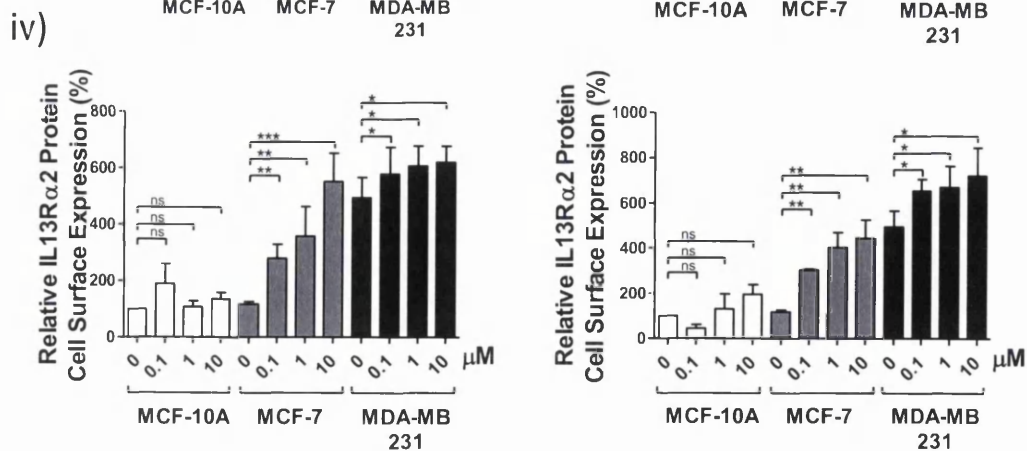 MCF-10A MCF-7 MDA-MB
231
MCF-10A MCF-7 MDA-MB
231
iv)
Relative IL13Rα2 Protein
Cell Surface Expression (%)
800
600
400
200
0
ns
ns
ns
***
**
**
*
*
*
0 0.1 1 10 0 0.1 1 10 0 0.1 1 10 μM
MCF-10A MCF-7 MDA-MB
231
Relative IL13Rα2 Protein
Cell Surface Expression (%)
1000
800
600
400
200
0
ns
ns
ns
**
**
**
*
*
*
0 0.1 1 10 0 0.1 1 10 0 0.1 1 10 μM
MCF-10A MCF-7 MDA-MB
231